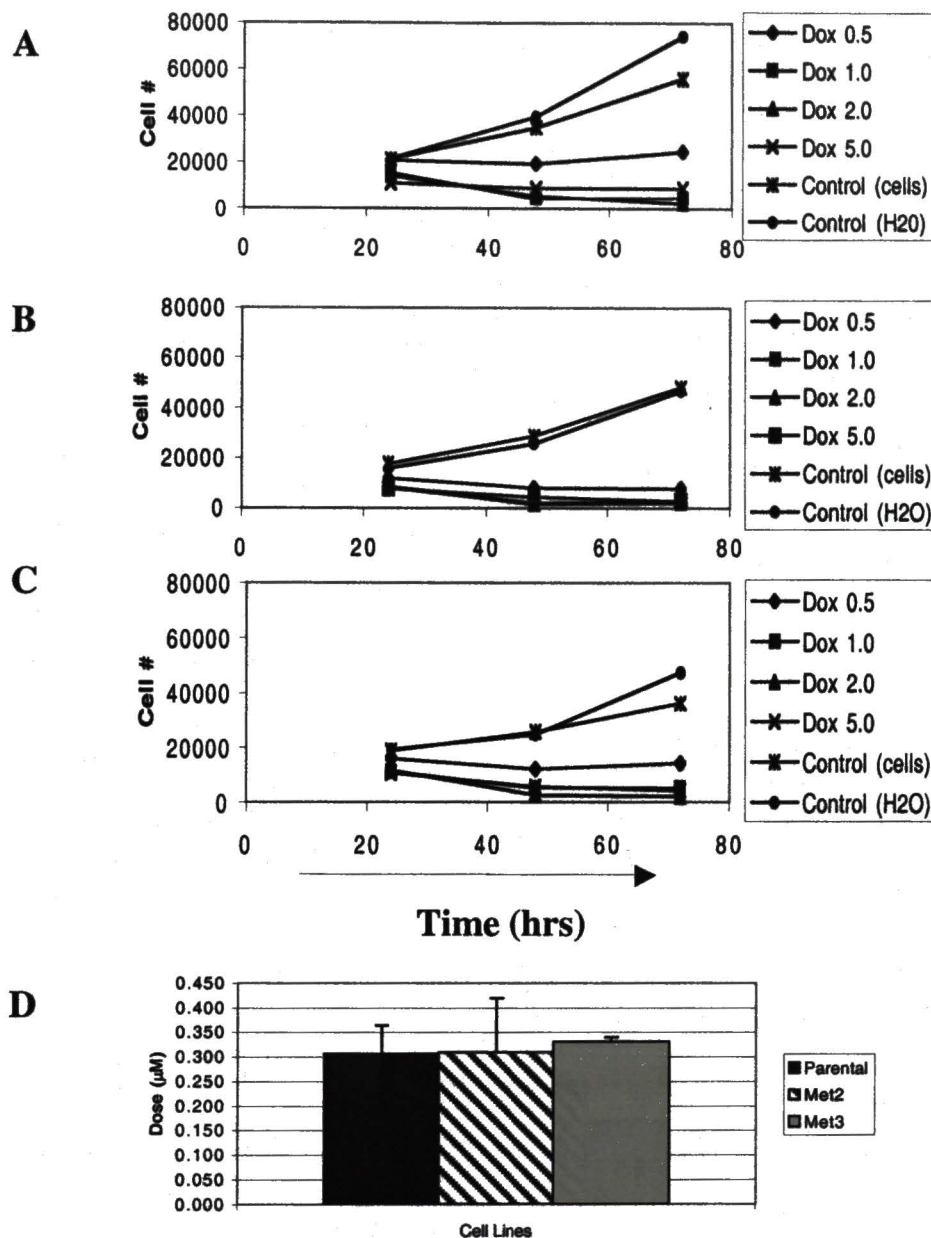 A
Cell #
80000
60000
40000
20000
0
0 20 40 60 80
Dox 0.5
Dox 1.0
Dox 2.0
Dox 5.0
Control (cells)
Control (H20)
B
Cell #
80000
60000
40000
20000
0
0 20 40 60 80
Dox 0.5
Dox 1.0
Dox 2.0
Dox 5.0
Control (cells)
Control (H2O)
C
Cell #
80000
60000
40000
20000
0
0 20 40 60 80
Dox 0.5
Dox 1.0
Dox 2.0
Dox 5.0
Control (cells)
Control (H2O)
Time (hrs)
D
Dose (µM)
0.450
0.400
0.350
0.300
0.250
0.200
0.150
0.100
0.050
0.000
Cell Lines
Parental
Met2
Met3